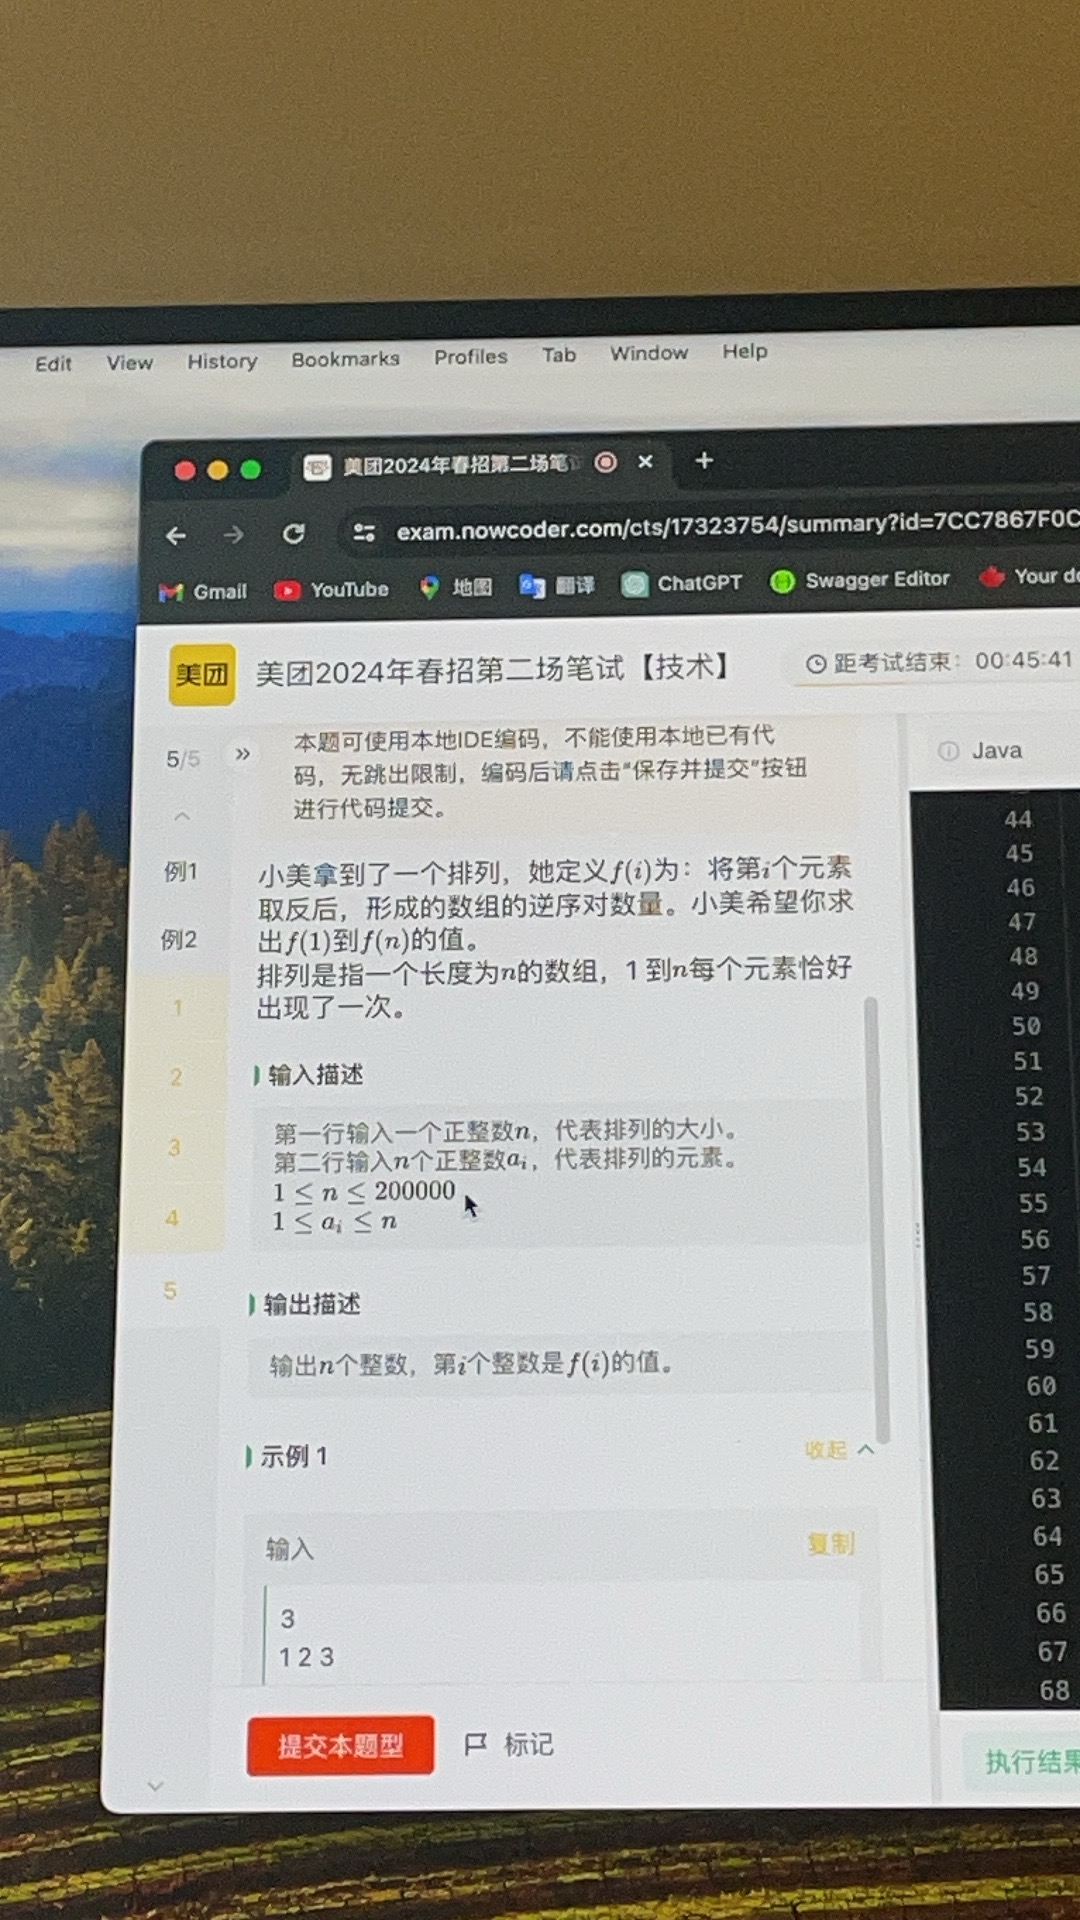 Edit View History Bookmarks Profiles Tab Window Help
美团2024年春招第二场笔
exam.nowcoder.com/cts/17323754/summary?id=7CC7867F0C
Gmail YouTube 地图 翻译 ChatGPT Swagger Editor Your
美团 美团2024年春招第二场笔试【技术】 距考试结束：00:45:41
5/5 »
本题可使用本地IDE编码，不能使用本地已有代
码，无跳出限制，编码后请点击“保存并提交”按钮
进行代码提交。
Java
例1
例2
1
2
3
4
5
小美拿到了一个排列，她定义f(i)为：将第i个元素
取反后，形成的数组的逆序对数量。小美希望你求
出f(1)到f(n)的值。
排列是指一个长度为n的数组，1 到n每个元素恰好
出现了一次。
输入描述
第一行输入一个正整数n，代表排列的大小。
第二行输入n个正整数aᵢ，代表排列的元素。
1 ≤ n ≤ 200000
1 ≤ aᵢ ≤ n
输出描述
输出n个整数，第i个整数是f(i)的值。
示例 1 收起
输入 复制
3
1 2 3
提交本题型 标记
44
45
46
47
48
49
50
51
52
53
54
55
56
57
58
59
60
61
62
63
64
65
66
67
68
执行结果